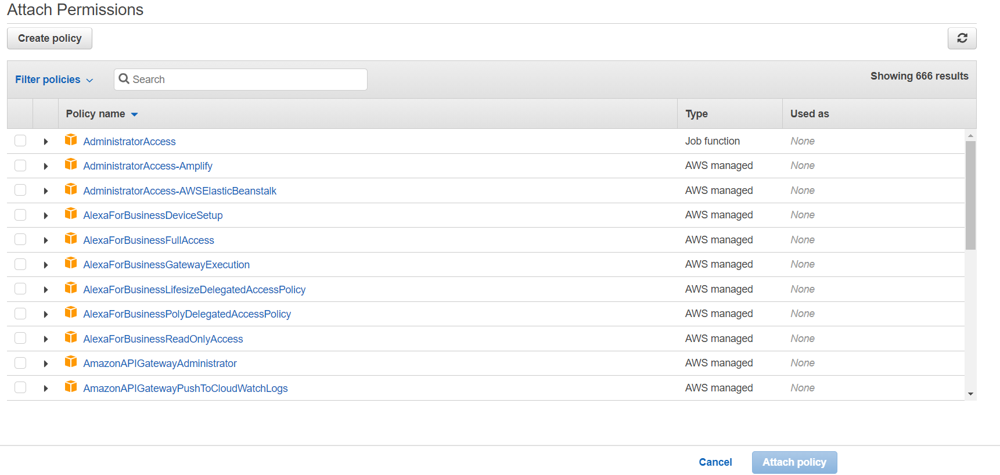 Attach Permissions
Create policy
Filter policies
Search
Showing 666 results
Policy name Type Used as
AdministratorAccess Job function None
AdministratorAccess-Amplify AWS managed None
AdministratorAccess-AWSElasticBeanstalk AWS managed None
AlexaForBusinessDeviceSetup AWS managed None
AlexaForBusinessFullAccess AWS managed None
AlexaForBusinessGatewayExecution AWS managed None
AlexaForBusinessLifesizeDelegatedAccessPolicy AWS managed None
AlexaForBusinessPolyDelegatedAccessPolicy AWS managed None
AlexaForBusinessReadOnlyAccess AWS managed None
AmazonAPIGatewayAdministrator AWS managed None
AmazonAPIGatewayPushToCloudWatchLogs AWS managed None
Cancel Attach policy